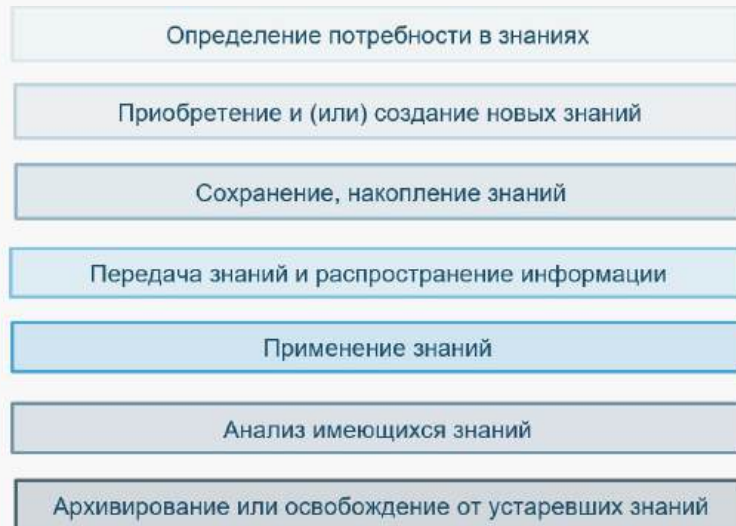 Определение потребности в знаниях
Приобретение и (или) создание новых знаний
Сохранение, накопление знаний
Передача знаний и распространение информации
Применение знаний
Анализ имеющихся знаний
Архивирование или освобождение от устаревших знаний